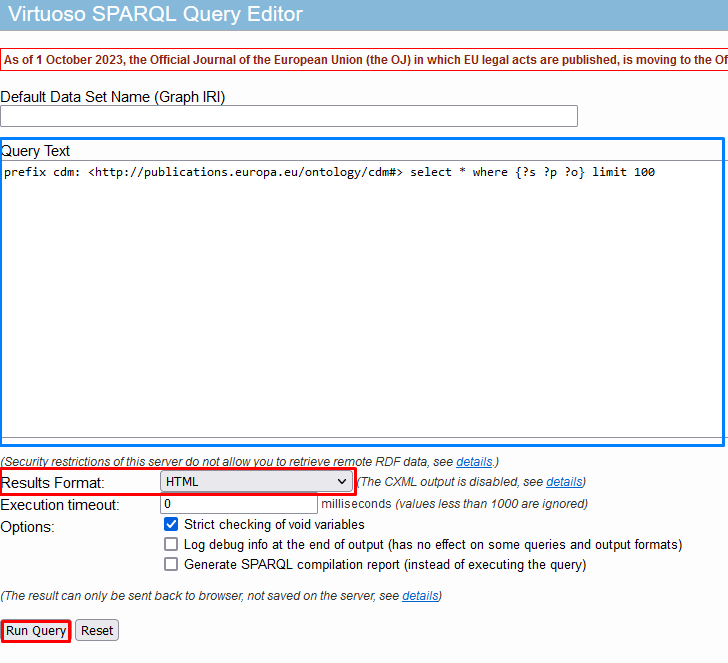 Virtuoso SPARQL Query Editor
As of 1 October 2023, the Official Journal of the European Union (the OJ) in which EU legal acts are published, is moving to the Of
Default Data Set Name (Graph IRI)
Query Text
prefix cdm: <http://publications.europa.eu/ontology/cdm#> select * where {?s ?p ?o} limit 100
(Security restrictions of this server do not allow you to retrieve remote RDF data, see details.)
Results Format: HTML (The CXML output is disabled, see details)
Execution timeout: 0 milliseconds (values less than 1000 are ignored)
Options: Strict checking of void variables
Log debug info at the end of output (has no effect on some queries and output formats)
Generate SPARQL compilation report (instead of executing the query)
(The result can only be sent back to browser, not saved on the server, see details)
Run Query Reset